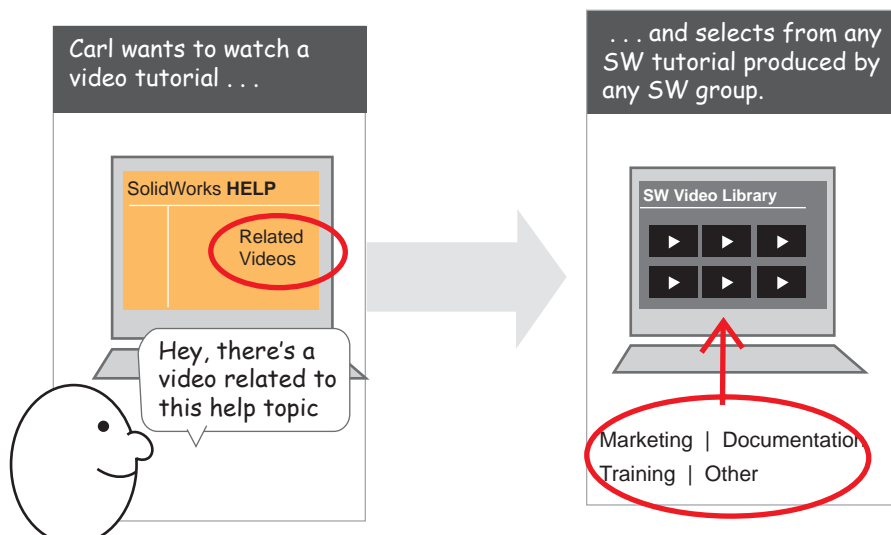 Carl wants to watch a
video tutorial . . .
SolidWorks HELP
Related
Videos
Hey, there's a
video related to
this help topic
. . . and selects from any
SW tutorial produced by
any SW group.
SW Video Library
Marketing | Documentation
Training | Other